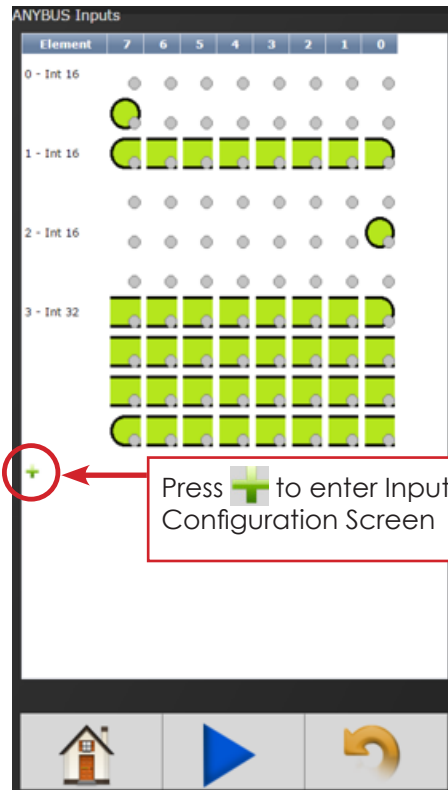 ANYBUS Inputs
Element 7 6 5 4 3 2 1 0
0 - Int 16
1 - Int 16
2 - Int 16
3 - Int 32
Press to enter Input
Configuration Screen